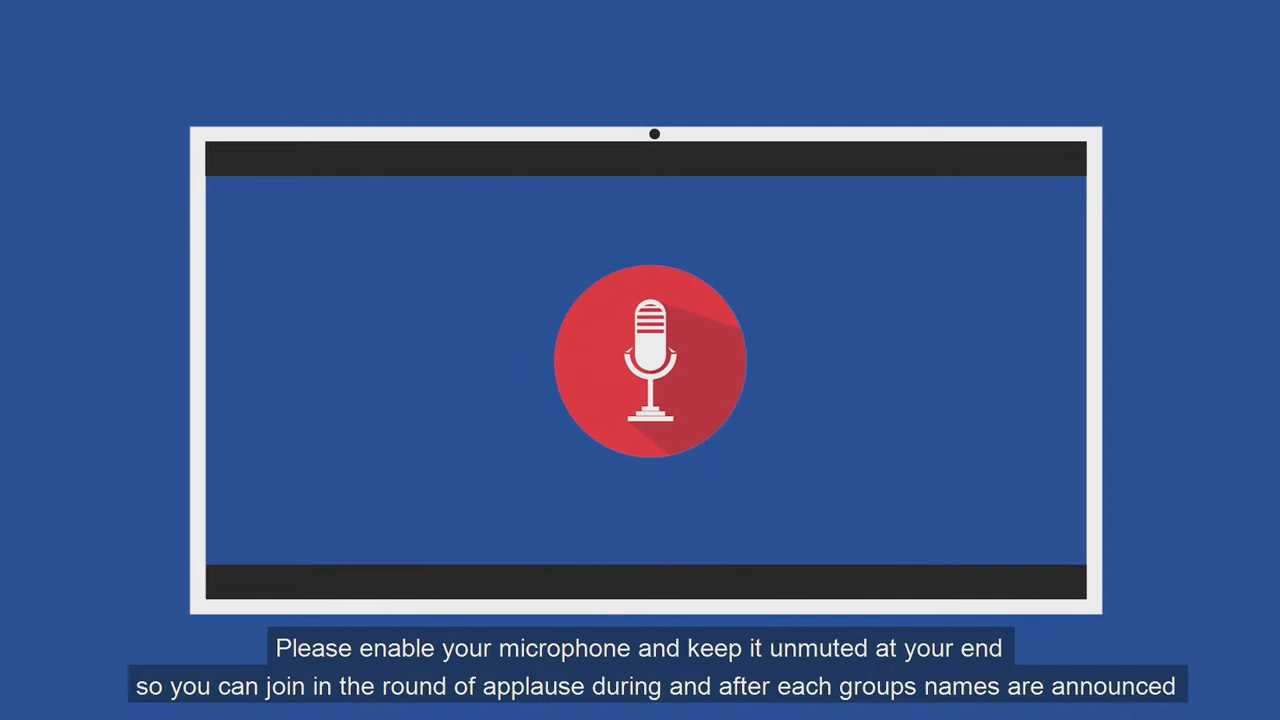 Please enable your microphone and keep it unmuted at your end
so you can join in the round of applause during and after each groups names are announced